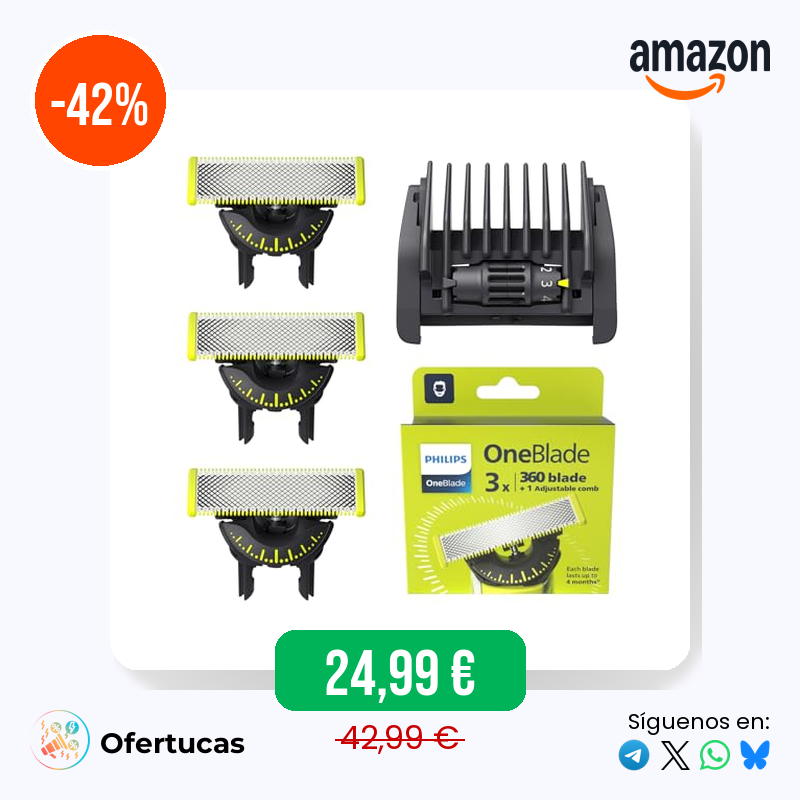 -42%
amazon
2
3
4
PHILIPS
OneBlade
OneBlade
3x 360 blade
+ 1 Adjustable comb
Each blade
lasts up to
4 months*
24,99 €
42,99 €
Ofertucas
Síguenos en: